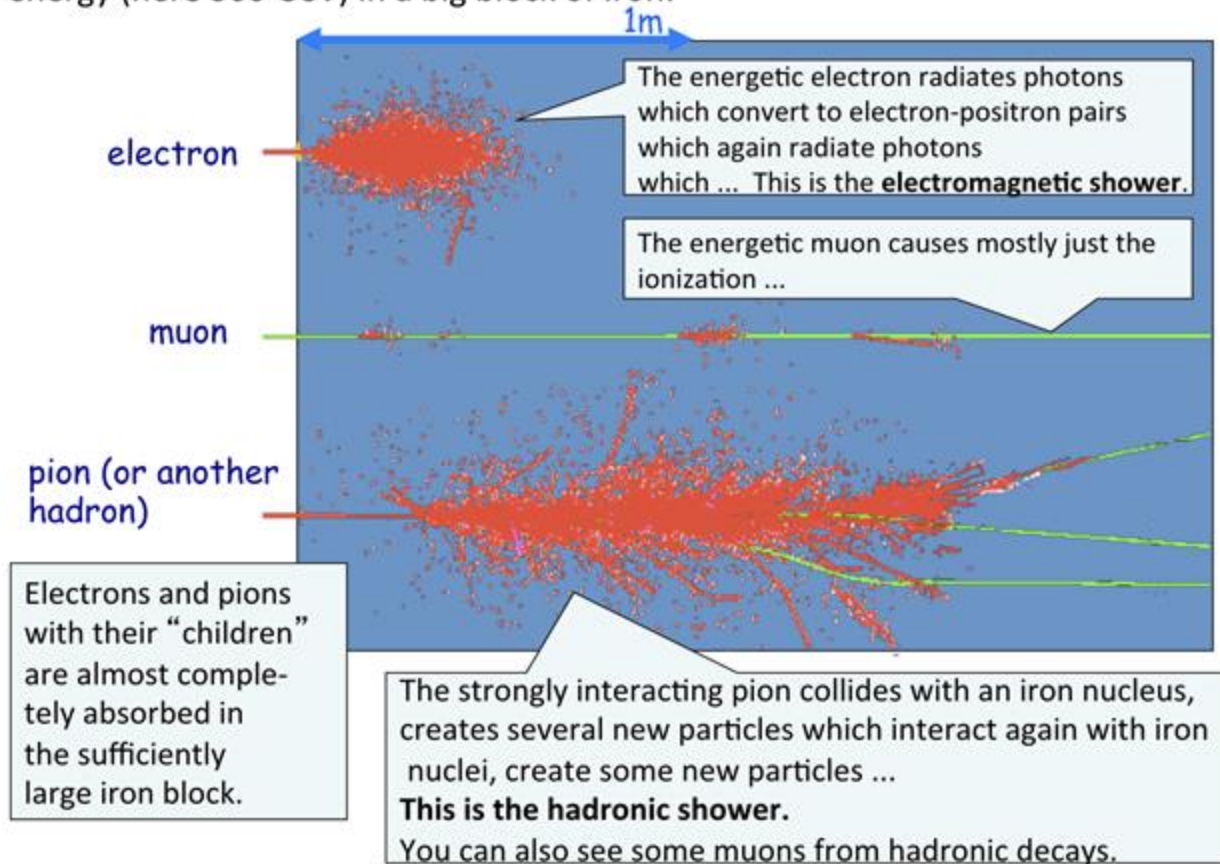 1m
electron
The energetic electron radiates photons
which convert to electron-positron pairs
which again radiate photons
which ... This is the electromagnetic shower.
The energetic muon causes mostly just the
ionization ...
muon
pion (or another
hadron)
Electrons and pions
with their “children”
are almost comple-
tely absorbed in
the sufficiently
large iron block.
The strongly interacting pion collides with an iron nucleus,
creates several new particles which interact again with iron
nuclei, create some new particles ...
This is the hadronic shower.
You can also see some muons from hadronic decays.